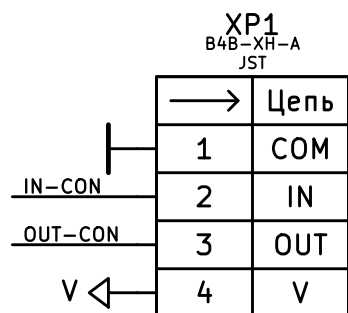 XP1
B4B-XH-A
JST
Цепь
1 COM
IN-CON 2 IN
OUT-CON 3 OUT
V 4 V